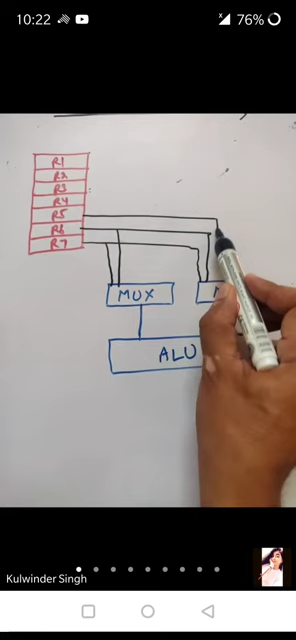 10:22
76%
R1
R2
R3
R4
R5
R6
R7
MUX
ALU
Kulwinder Singh